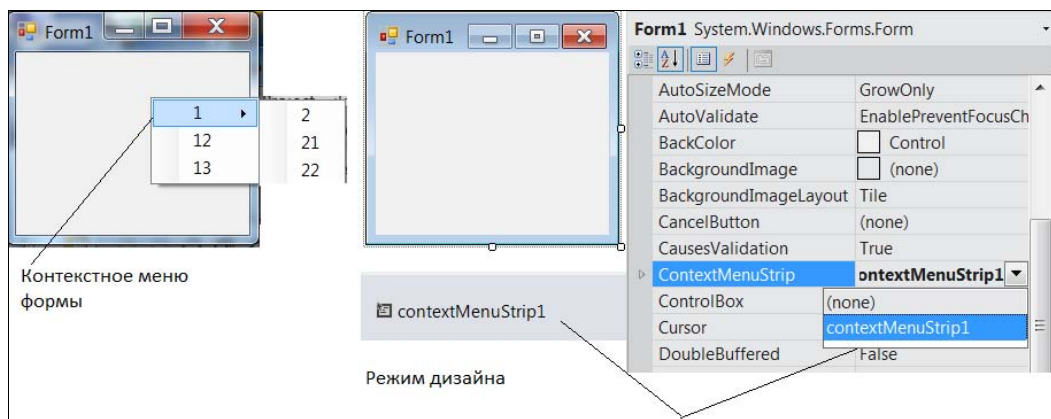 Form1
1
12
13
2
21
22
Контекстное меню
формы
Form1
contextMenuStrip1
Режим дизайна
Form1 System.Windows.Forms.Form
AutoSizeMode GrowOnly
AutoValidate EnablePreventFocusCh
BackColor Control
BackgroundImage (none)
BackgroundImageLayout Tile
CancelButton (none)
CausesValidation True
ContextMenuStrip ontextMenuStrip1
ControlBox (none)
Cursor contextMenuStrip1
DoubleBuffered False